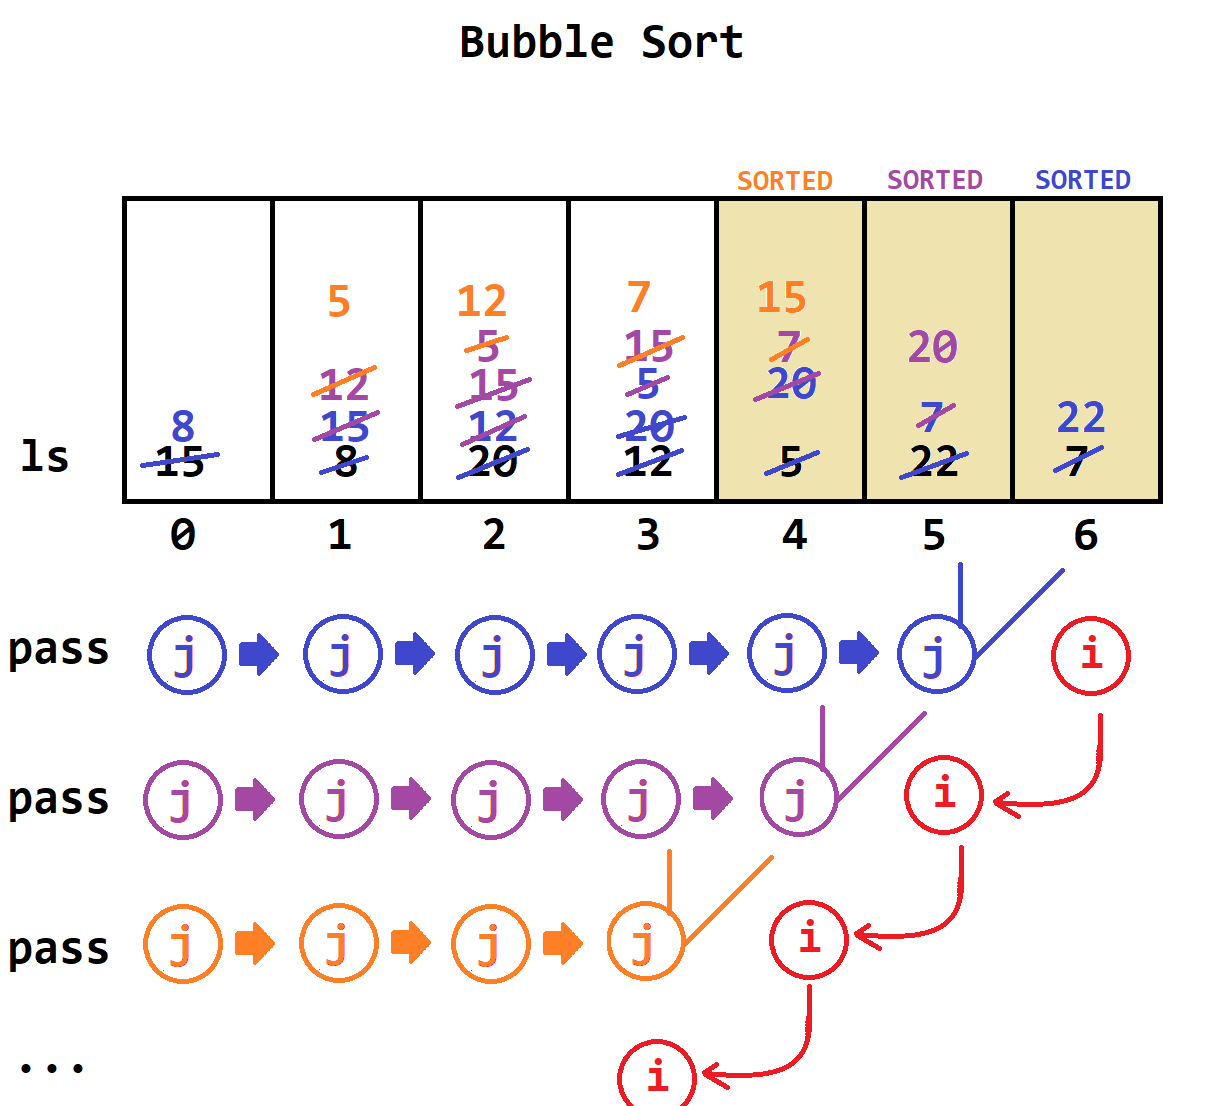 Bubble Sort
SORTED SORTED SORTED
5 12 7 15
5 15 7 20
12 15 5 20
8 15 12 20 7 22
ls 15 8 20 12 5 22 7
0 1 2 3 4 5 6
pass j j j j j j i
pass j j j j j i
pass j j j j i
... i